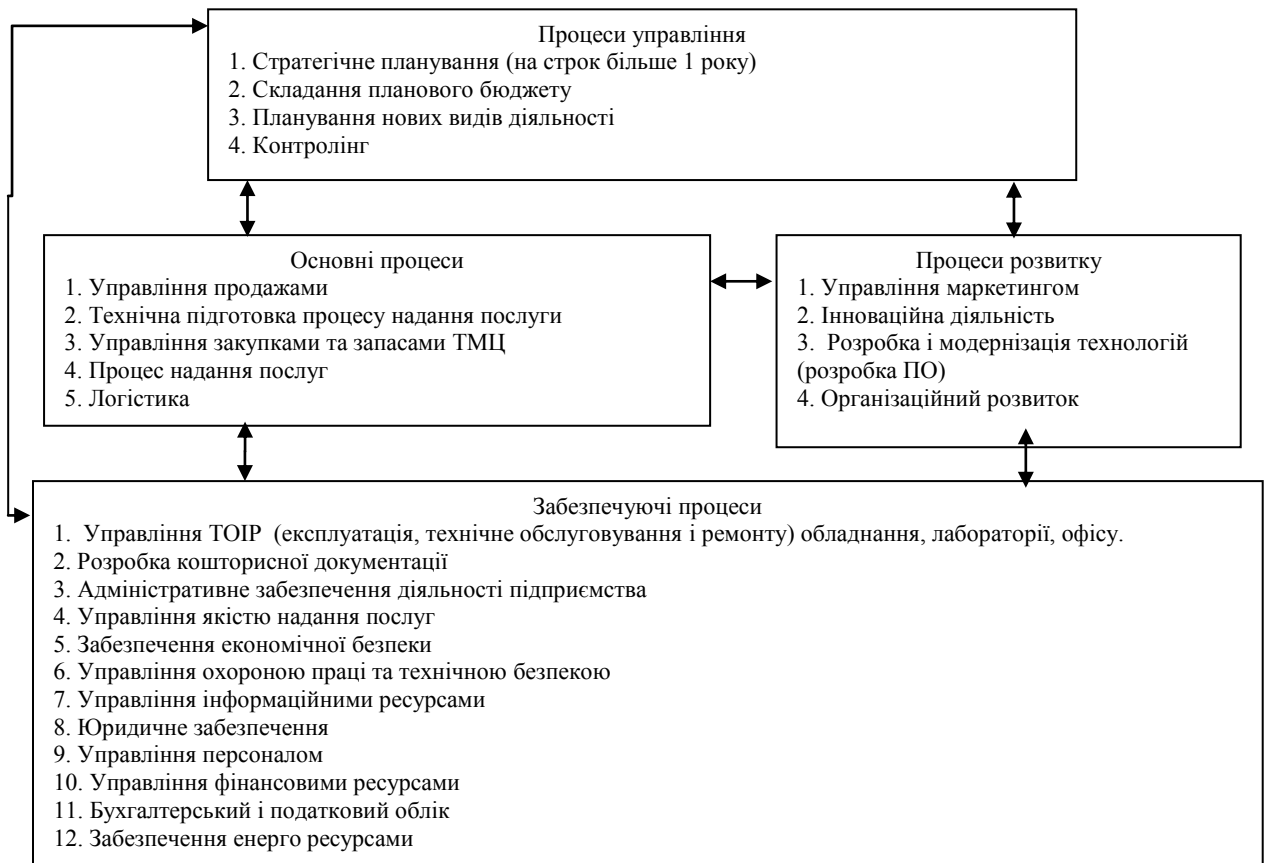 Процеси управління
1. Стратегічне планування (на строк більше 1 року)
2. Складання планового бюджету
3. Планування нових видів діяльності
4. Контролінг
Основні процеси
1. Управління продажами
2. Технічна підготовка процесу надання послуги
3. Управління закупками та запасами ТМЦ
4. Процес надання послуг
5. Логістика
Процеси розвитку
1. Управління маркетингом
2. Інноваційна діяльність
3. Розробка і модернізація технологій
(розробка ПО)
4. Організаційний розвиток
Забезпечуючі процеси
1. Управління ТОІР (експлуатація, технічне обслуговування і ремонту) обладнання, лабораторії, офісу.
2. Розробка кошторисної документації
3. Адміністративне забезпечення діяльності підприємства
4. Управління якістю надання послуг
5. Забезпечення економічної безпеки
6. Управління охороною праці та технічною безпекою
7. Управління інформаційними ресурсами
8. Юридичне забезпечення
9. Управління персоналом
10. Управління фінансовими ресурсами
11. Бухгалтерський і податковий облік
12. Забезпечення енерго ресурсами